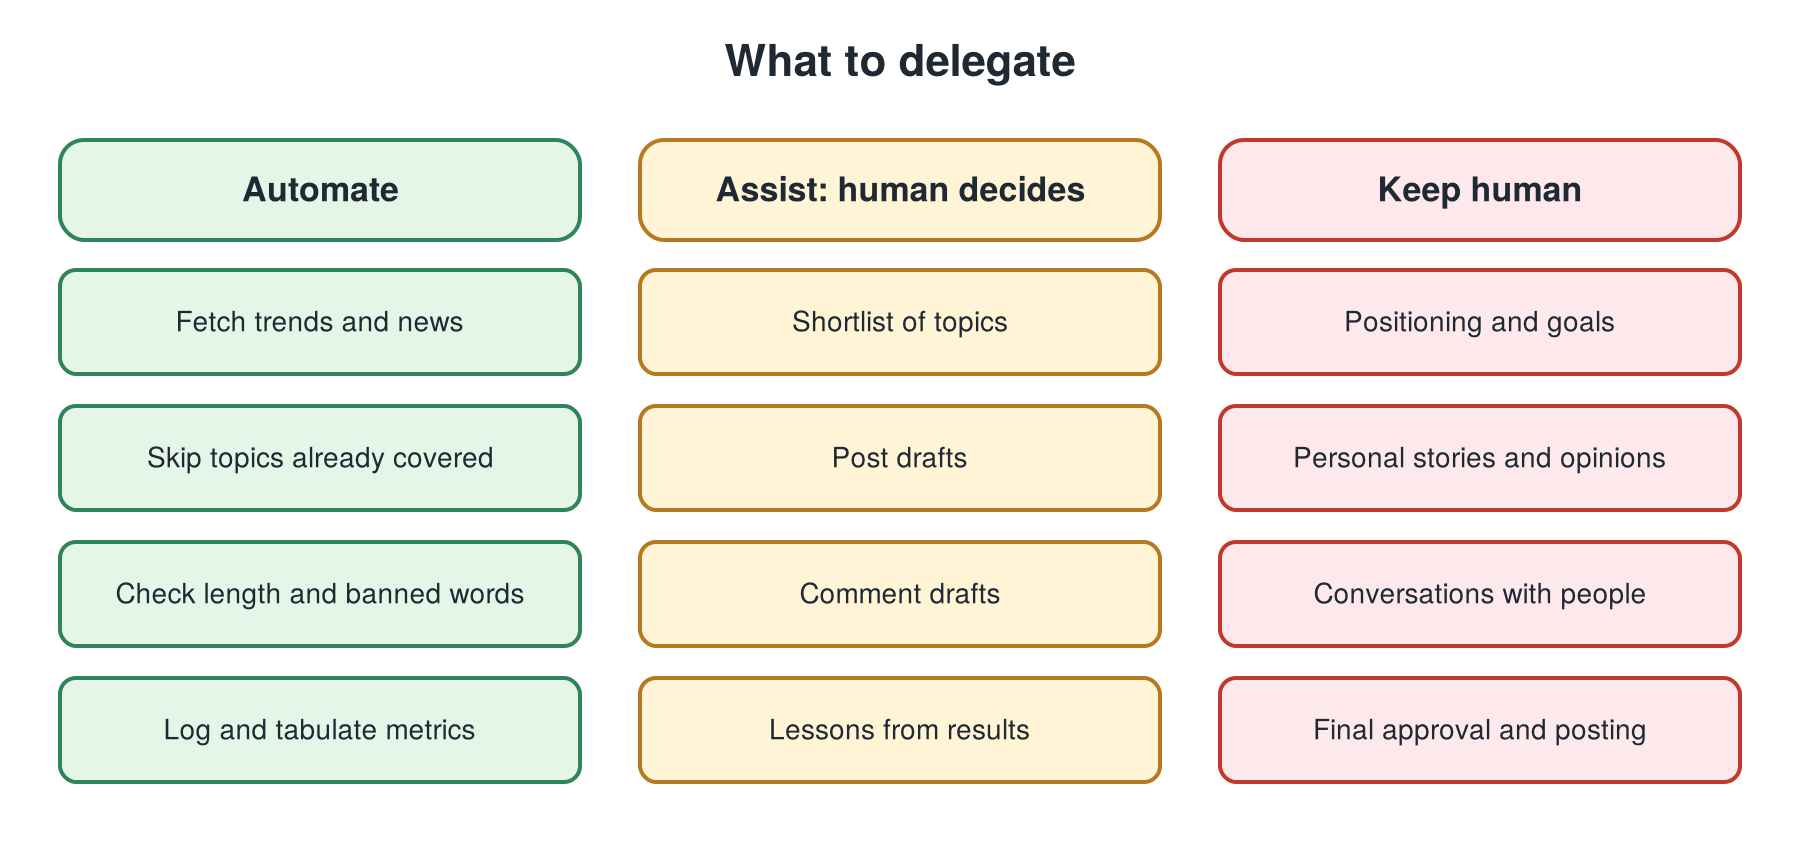 What to delegate
Automate
Assist: human decides
Keep human
Fetch trends and news
Shortlist of topics
Positioning and goals
Skip topics already covered
Post drafts
Personal stories and opinions
Check length and banned words
Comment drafts
Conversations with people
Log and tabulate metrics
Lessons from results
Final approval and posting